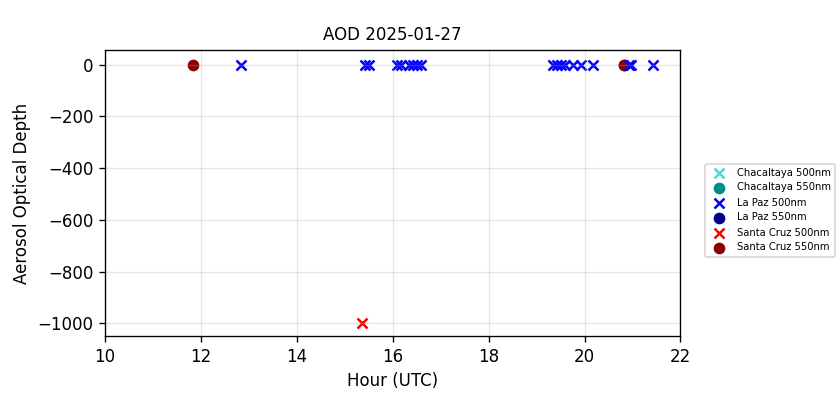 AOD 2025-01-27
Aerosol Optical Depth
0
−200
−400
−600
−800
−1000
10 12 14 16 18 20 22
Hour (UTC)
Chacaltaya 500nm
Chacaltaya 550nm
La Paz 500nm
La Paz 550nm
Santa Cruz 500nm
Santa Cruz 550nm